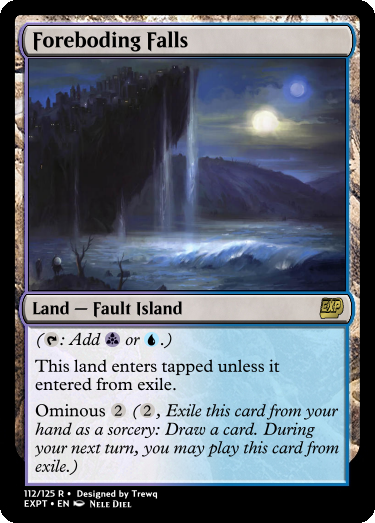 Foreboding Falls
Land — Fault Island
EXP
(: Add or .)
This land enters tapped unless it
entered from exile.
Ominous 2 (2, Exile this card from your
hand as a sorcery: Draw a card. During
your next turn, you may play this card from
exile.)
112/125 R • Designed by Trewq
EXPT • EN Nele Diel